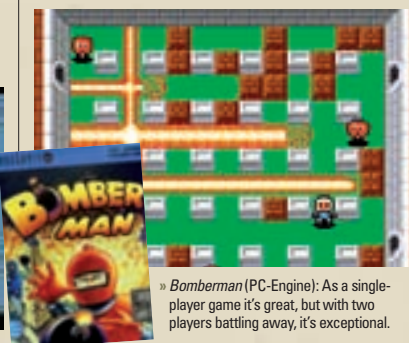 BOMBER
MAN
» Bomberman (PC-Engine): As a single-
player game it's great, but with two
players battling away, it's exceptional.